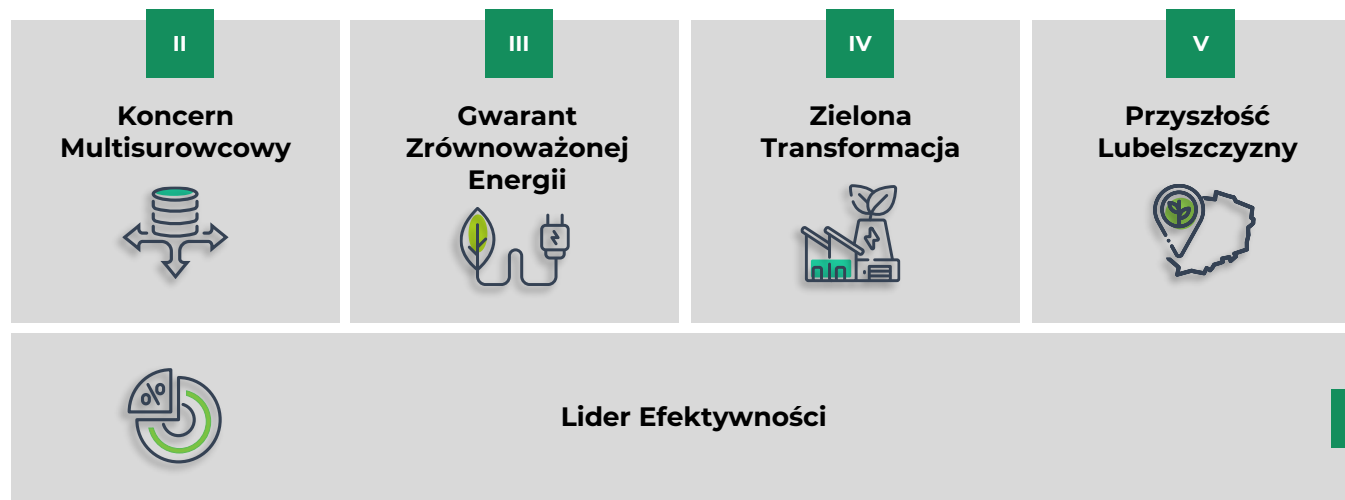 II
Koncern
Multisurowcowy
III
Gwarant
Zrównoważonej
Energii
IV
Zielona
Transformacja
V
Przyszłość
Lubelszczyzny
%
Lider Efektywności